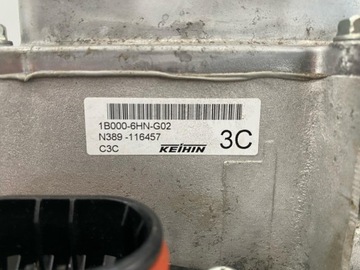 1B000-6HN-G02
N389 -116457
C3C KEIHIN 3C